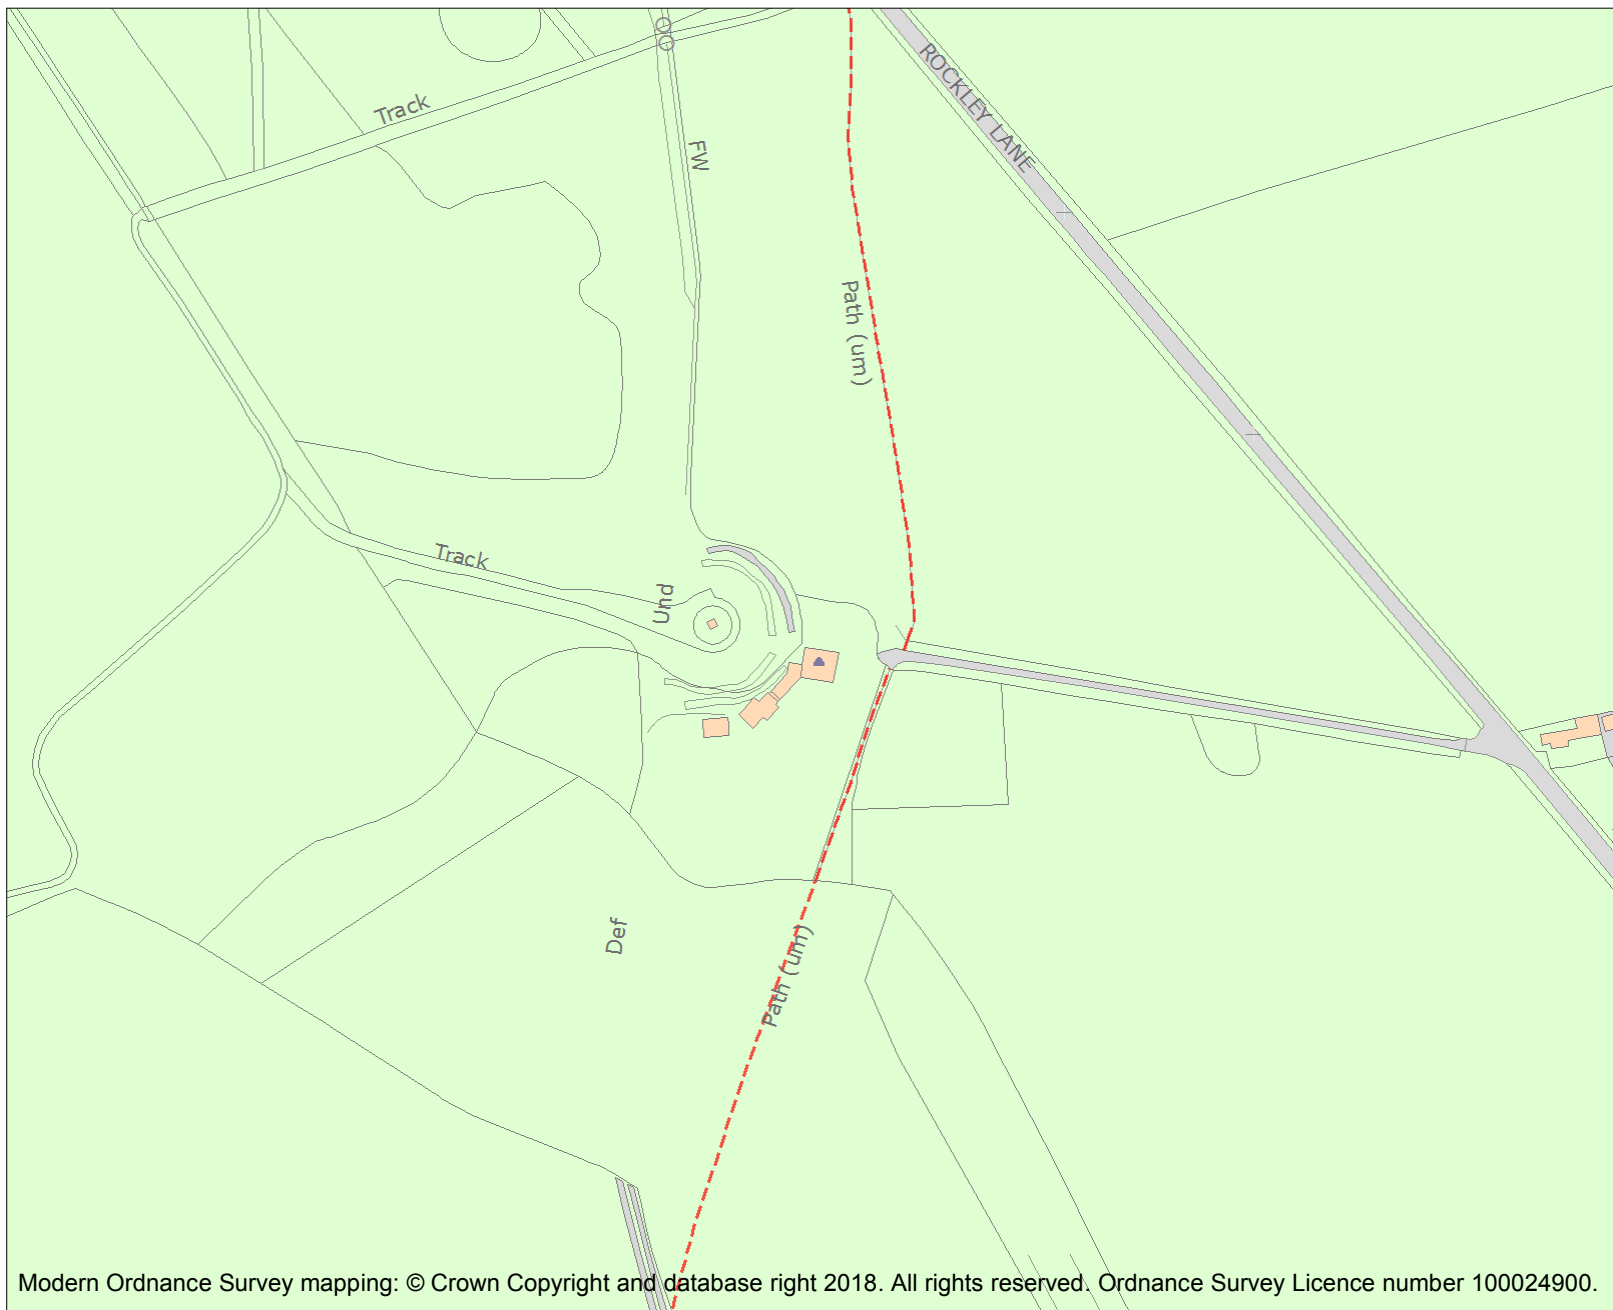 ROCKLEY LANE
Track
FW
Path (um)
Track
Und
Def
Path (um)
Modern Ordnance Survey mapping: © Crown Copyright and database right 2018. All rights reserved. Ordnance Survey Licence number 100024900.